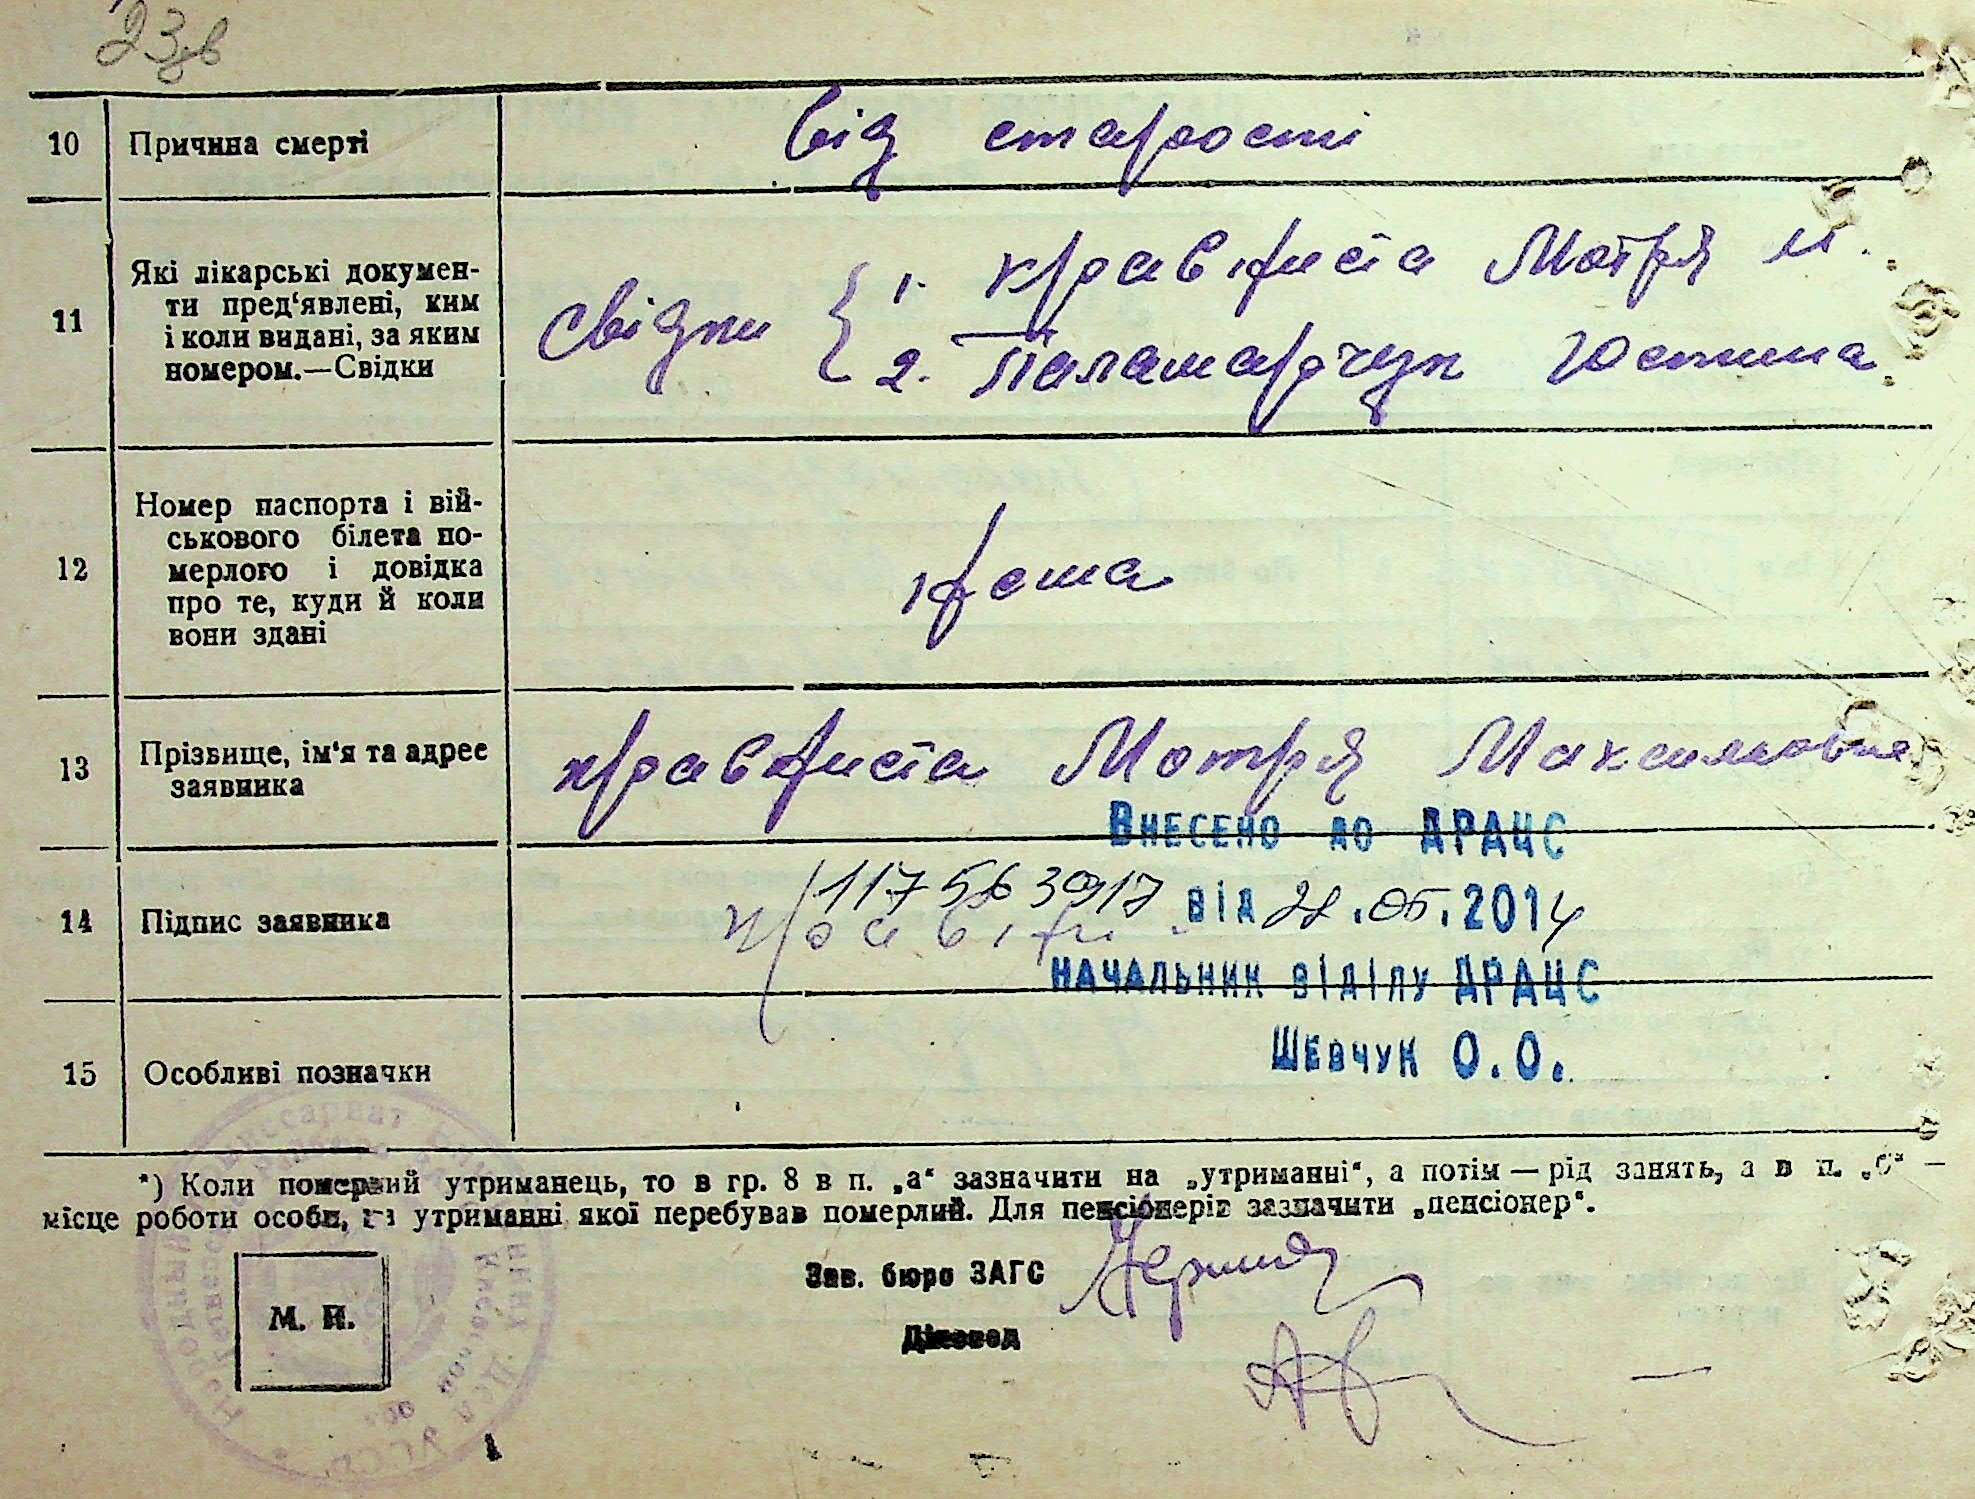 23зв
10 Причина смерті від старості
11 Які лікарські докумен-
ти пред‘явлені, ким
і коли видані, за яким
номером.—Свідки
свідки { 1. Кравчиста Мотря М.
2. Паламарчук Юстина
12 Номер паспорта і вій-
ськового білета по-
мерлого і довідка
про те, куди й коли
вони здані
нема
13 Прізвище, ім‘я та адрес
заявника
Мотря Максимовна
Внесено до ДРАЦС
14 Підпис заявника
від 28.05.2014
НАЧАЛЬНИК ВІДІЛУ ДРАЦС
ШЕВЧУК О.О.
15 Особливі позначки
*) Коли померлий утриманець, то в гр. 8 в п. „а“ зазначити на „утриманні“, а потім — рід занять, а в п. „б“ —
місце роботи особи, на утриманні якої перебував померлий. Для пенсіонерів зазначити „пенсіонер“.
М. П.
Зав. бюро ЗАГС
Діловод